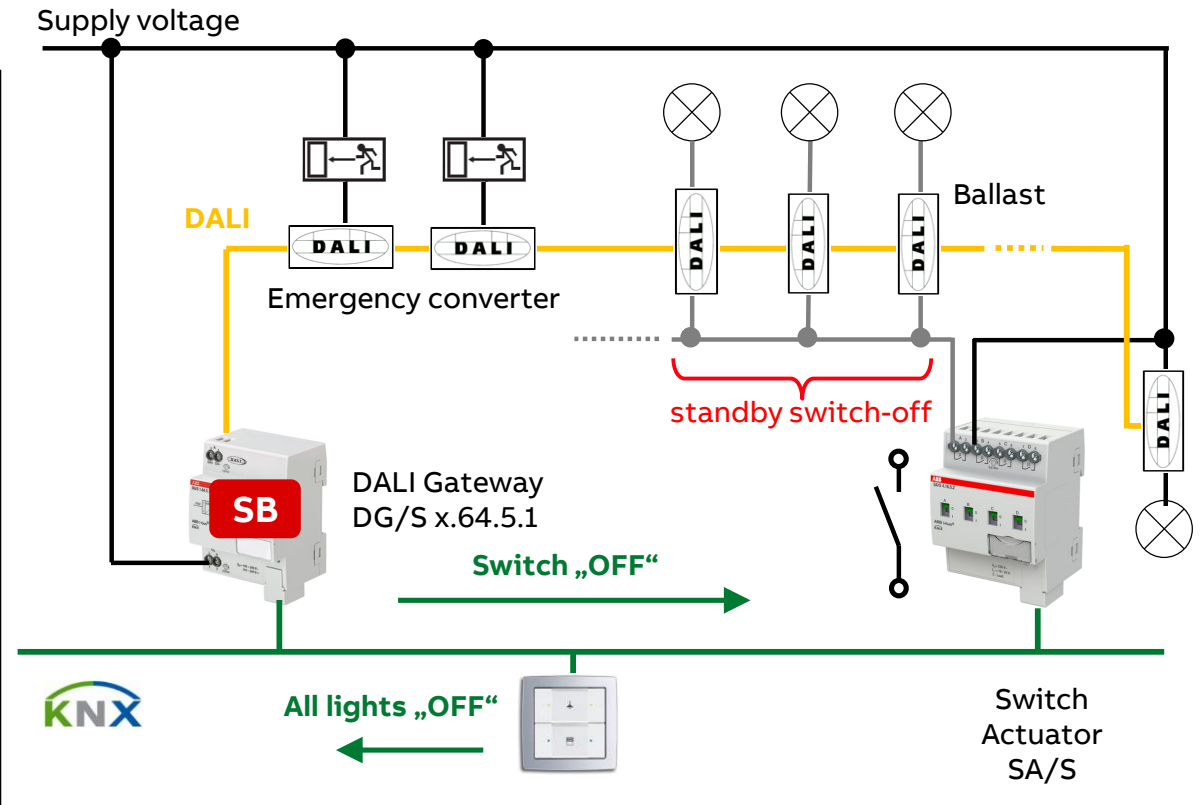 Supply voltage
DALI
DALI
DALI
DALI
DALI
DALI
Ballast
Emergency converter
standby switch-off
DALI
SB
DALI Gateway
DG/S x.64.5.1
Switch „OFF“
ABB
KNX
All lights „OFF“
Switch
Actuator
SA/S